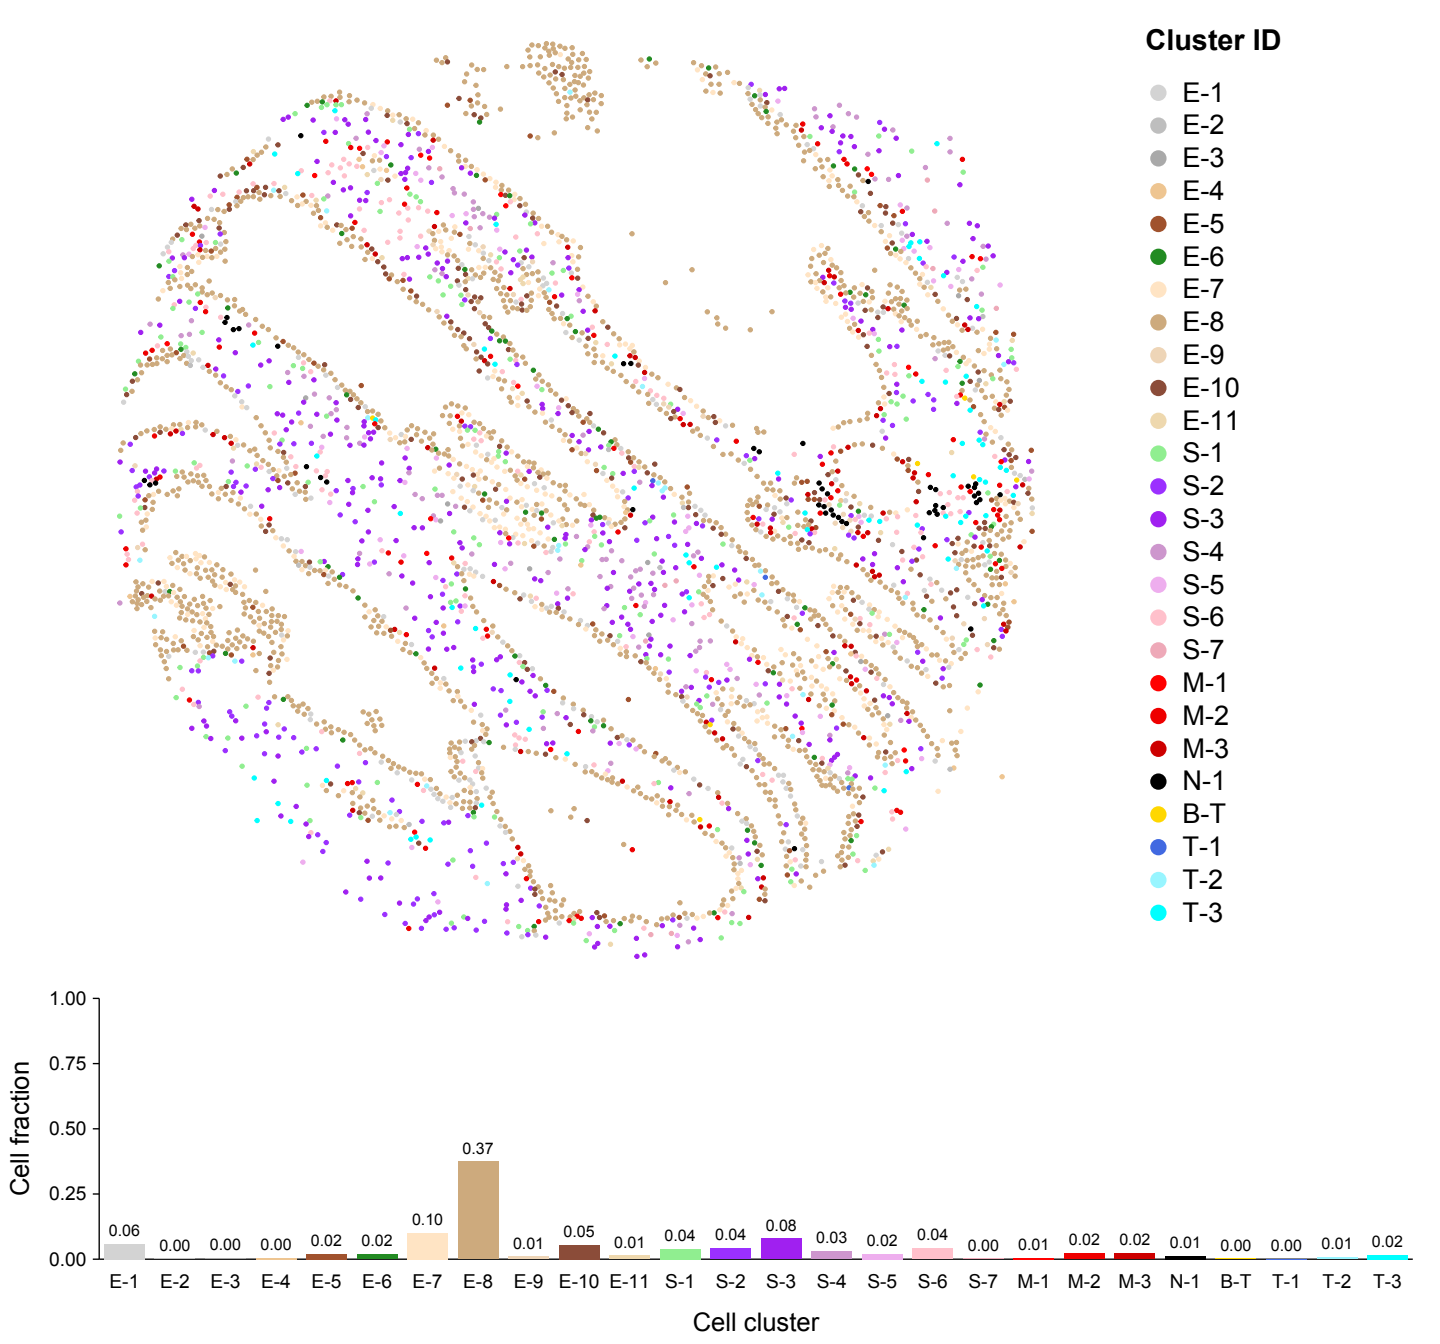 Cluster ID
E-1
E-2
E-3
E-4
E-5
E-6
E-7
E-8
E-9
E-10
E-11
S-1
S-2
S-3
S-4
S-5
S-6
S-7
M-1
M-2
M-3
N-1
B-T
T-1
T-2
T-3
1.00
0.75
0.50
0.25
0.00
Cell fraction
0.06 0.00 0.00 0.00 0.02 0.02 0.10 0.37 0.01 0.05 0.01 0.04 0.04 0.08 0.03 0.02 0.04 0.00 0.01 0.02 0.02 0.01 0.00 0.00 0.01 0.02
E-1 E-2 E-3 E-4 E-5 E-6 E-7 E-8 E-9 E-10 E-11 S-1 S-2 S-3 S-4 S-5 S-6 S-7 M-1 M-2 M-3 N-1 B-T T-1 T-2 T-3
Cell cluster